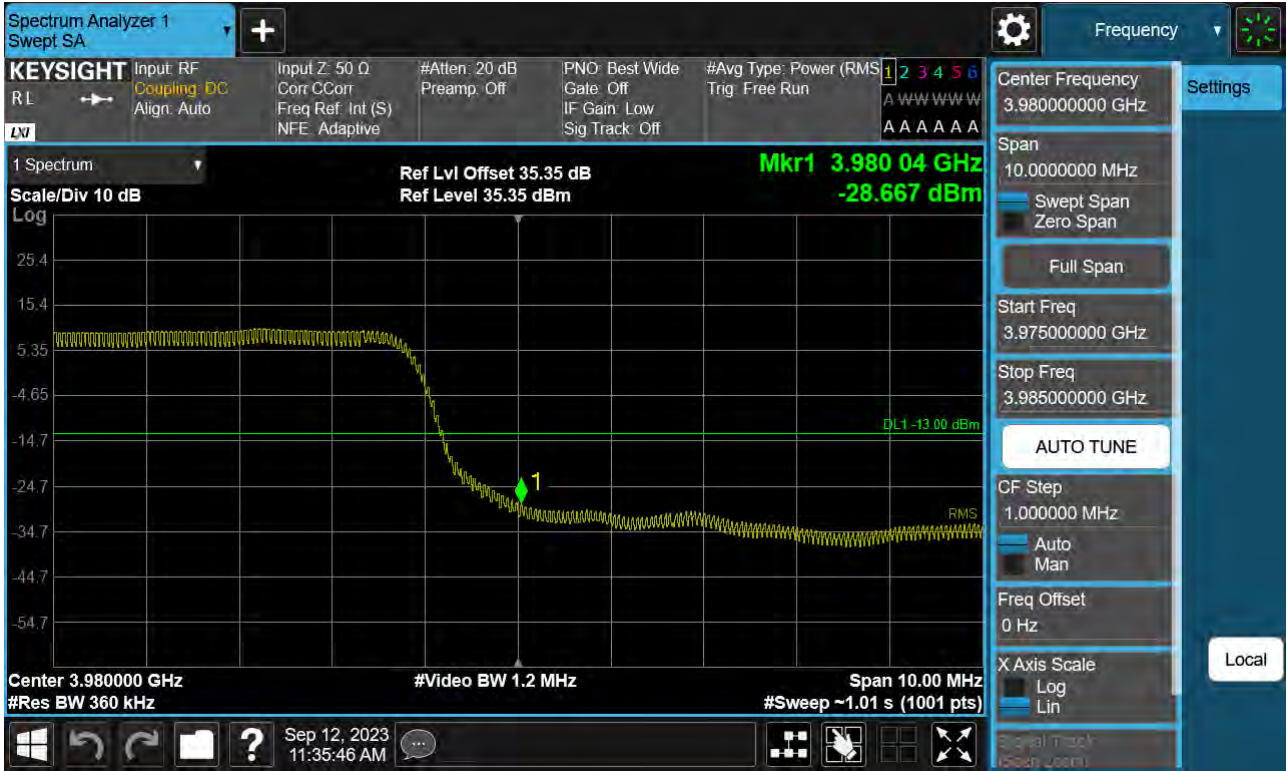 Spectrum Analyzer 1
Swept SA
Frequency
KEYSIGHT
RL
LXI
Input: RF
Coupling: DC
Align: Auto
Input Z: 50 Ω
Corr CCorr
Freq Ref: Int (S)
NFE: Adaptive
#Atten: 20 dB
Preamp: Off
PNO: Best Wide
Gate: Off
IF Gain: Low
Sig Track: Off
#Avg Type: Power (RMS
Trig: Free Run
1 2 3 4 5 6
A W W W W W
A A A A A A
1 Spectrum
Scale/Div 10 dB
Ref Lvl Offset 35.35 dB
Ref Level 35.35 dBm
Mkr1 3.980 04 GHz
-28.667 dBm
Log
25.4
15.4
5.35
-4.65
-14.7
-24.7
-34.7
-44.7
-54.7
DL1 -13.00 dBm
1
RMS
Center 3.980000 GHz
#Res BW 360 kHz
#Video BW 1.2 MHz
Span 10.00 MHz
#Sweep ~1.01 s (1001 pts)
Center Frequency
3.980000000 GHz
Settings
Span
10.0000000 MHz
Swept Span
Zero Span
Full Span
Start Freq
3.975000000 GHz
Stop Freq
3.985000000 GHz
AUTO TUNE
CF Step
1.000000 MHz
Auto
Man
Freq Offset
0 Hz
X Axis Scale
Log
Lin
Local
Signal Track
(Span Zoom)
Sep 12, 2023
11:35:46 AM